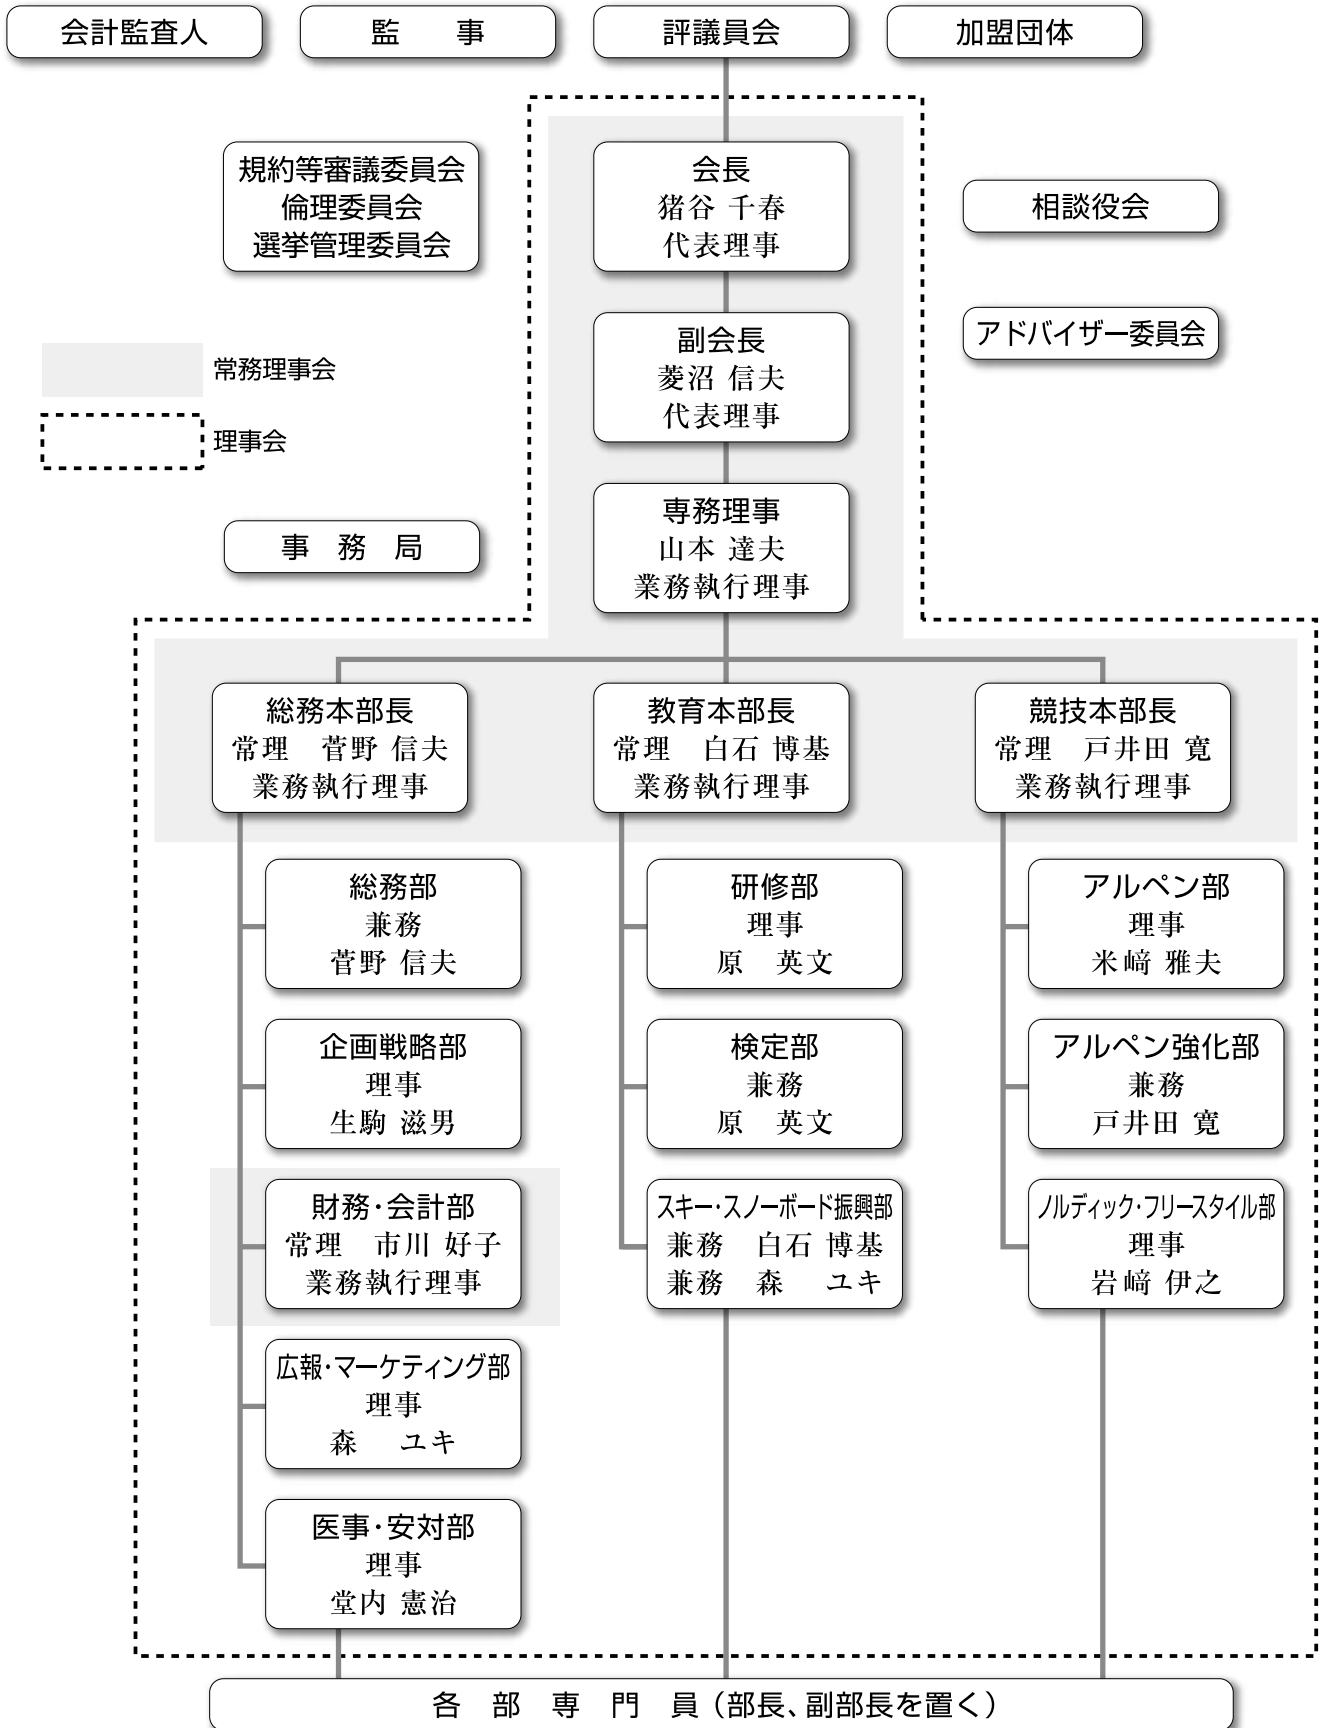 会計監査人
監　事
評議員会
加盟団体
規約等審議委員会
倫理委員会
選挙管理委員会
会長
猪谷 千春
代表理事
相談役会
副会長
菱沼 信夫
代表理事
アドバイザー委員会
常務理事会
理事会
専務理事
山本 達夫
業務執行理事
事　務　局
総務本部長
常理　菅野 信夫
業務執行理事
教育本部長
常理　白石 博基
業務執行理事
競技本部長
常理　戸井田 寛
業務執行理事
総務部
兼務
菅野 信夫
研修部
理事
原　英文
アルペン部
理事
米﨑 雅夫
企画戦略部
理事
生駒 滋男
検定部
兼務
原　英文
アルペン強化部
兼務
戸井田 寛
財務・会計部
常理　市川 好子
業務執行理事
スキー・スノーボード振興部
兼務　白石 博基
兼務　森　ユキ
ノルディック・フリースタイル部
理事
岩﨑 伊之
広報・マーケティング部
理事
森　ユキ
医事・安対部
理事
堂内 憲治
各　部　専　門　員（部長、副部長を置く）